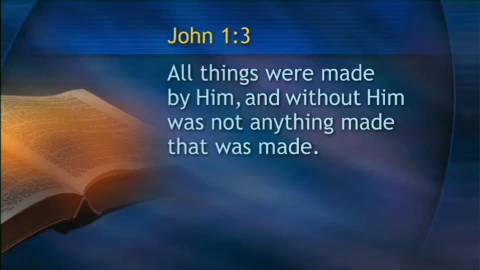 John 1:3
All things were made
by Him, and without Him
was not anything made
that was made.